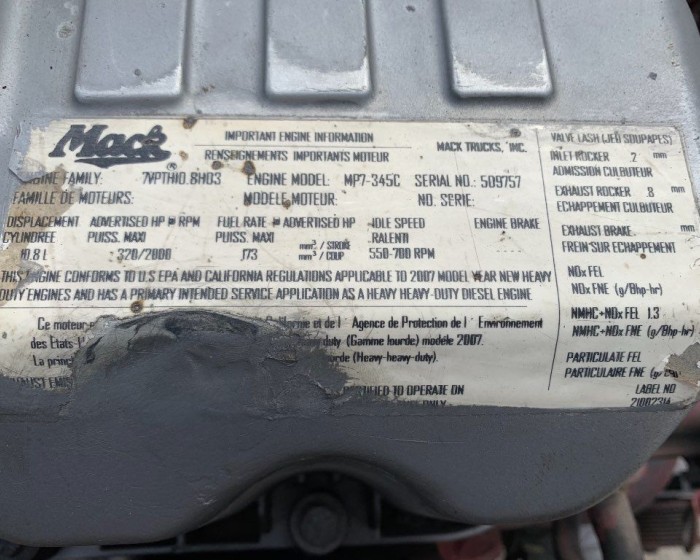 Mack®
IMPORTANT ENGINE INFORMATION
RENSEIGNEMENTS IMPORTANTS MOTEUR
MACK TRUCKS, INC.
FAMILY: 7VPTH10.8H03 ENGINE MODEL: MP7-345C SERIAL NO.: 509757
FAMILLE DE MOTEURS: MODELE MOTEUR: NO. SERIE:
DISPLACEMENT ADVERTISED HP RPM FUEL RATE ADVERTISED HP IDLE SPEED ENGINE BRAKE
CYLINDREE PUISS. MAXI PUISS. MAXI mm³ / STROKE RALENTI
10.8 L 320/2000 173 mm³ / COUP 550-700 RPM
THIS ENGINE CONFORMS TO U.S EPA AND CALIFORNIA REGULATIONS APPLICABLE TO 2007 MODEL YEAR NEW HEAVY
DUTY ENGINES AND HAS A PRIMARY INTENDED SERVICE APPLICATION AS A HEAVY HEAVY-DUTY DIESEL ENGINE
Ce moteur et de l' Agence de Protection de l' Environnement
des États- duty (Gamme lourde) modéle 2007.
La (Heavy-heavy-duty).
TO OPERATE ON
ONLY
VALVE LASH (JEU SOUPAPES)
INLET ROCKER 2 mm
ADMISSION CULBUTEUR
EXHAUST ROCKER .8 mm
ECHAPPEMENT CULBUTEUR
EXHAUST BRAKE mm
FREIN SUR ECHAPPEMENT
NOx FEL
NOx FNE (g/Bhp-hr)
NMHC+NOx FEL 1.3
NMHC+NOx FNE (g/Bhp-hr)
PARTICULATE FEL
PARTICULAIRE FNE
LABEL NO
21002314